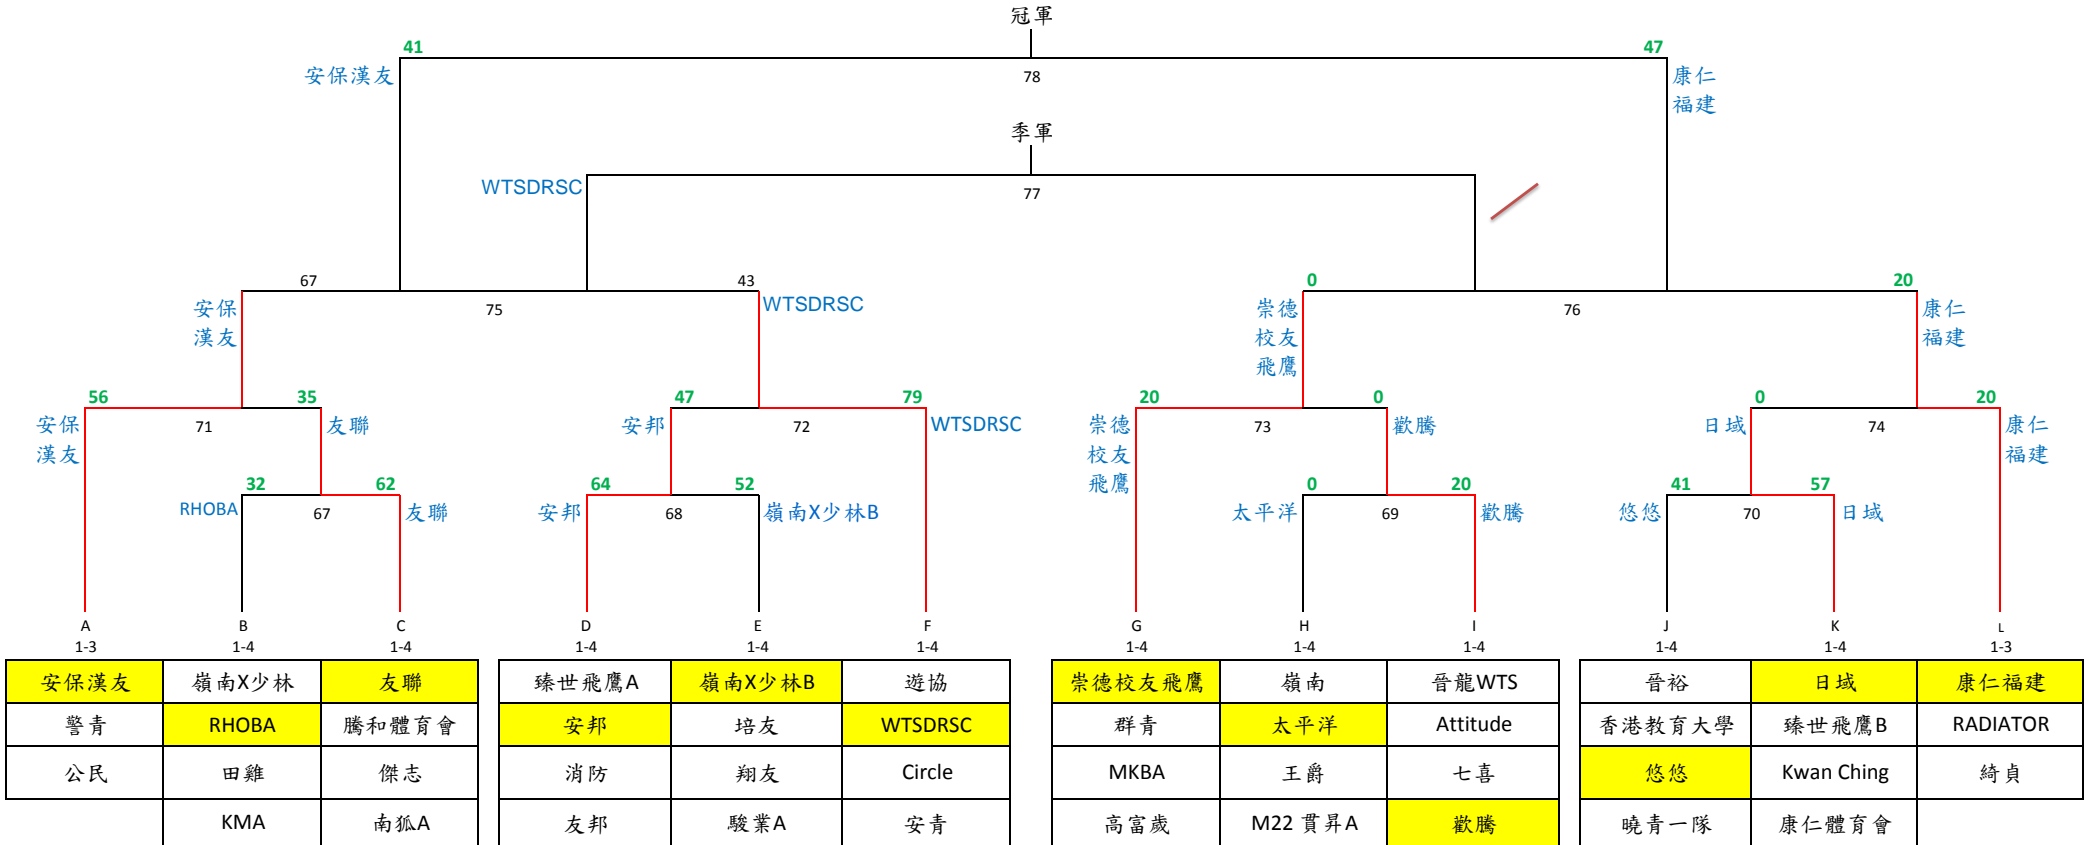 冠軍
41 47
安保漢友 78 康仁
福建
季軍
WTSDRSC 77
67 43 0 20
安保 75 WTSDRSC 崇德 76 康仁
漢友 校友 福建
飛鷹
56 35 47 79 20 0 0 20
安保 71 友聯 安邦 72 WTSDRSC 崇德 73 歡騰 日域 74 康仁
漢友 校友 福建
飛鷹
32 62 64 52 0 20 41 57
RHOBA 67 友聯 安邦 68 嶺南X少林B 太平洋 69 歡騰 悠悠 70 日域
A B C D E F G H I J K L
1-3 1-4 1-4 1-4 1-4 1-4 1-4 1-4 1-4 1-4 1-4 1-3
安保漢友 嶺南X少林 友聯 臻世飛鷹A 嶺南X少林B 遊協 崇德校友飛鷹 嶺南 晉龍WTS 晉裕 日域 康仁福建
警青 RHOBA 騰和體育會 安邦 培友 WTSDRSC 群青 太平洋 Attitude 香港教育大學 臻世飛鷹B RADIATOR
公民 田雞 傑志 消防 翔友 Circle MKBA 王爵 七喜 悠悠 Kwan Ching 綺貞
KMA 南狐A 友邦 駿業A 安青 高富歲 M22 貫昇A 歡騰 曉青一隊 康仁體育會